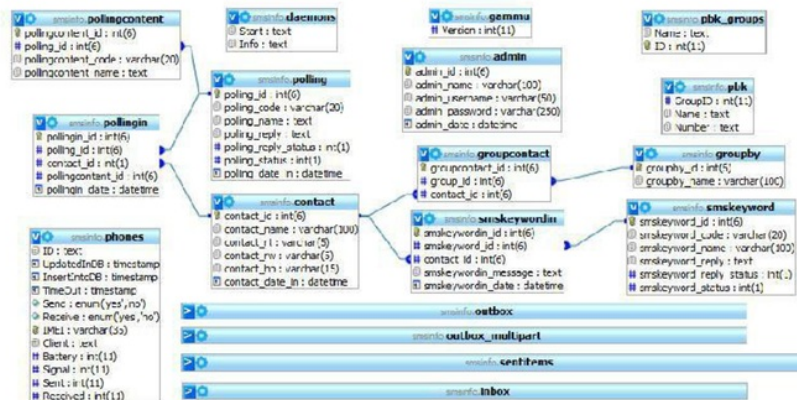 smsinfo.pollingcontent
pollingcontent_id : int(6)
polling_id : int(6)
pollingcontent_code : varchar(20)
pollingcontent_name : text
smsinfo.daemons
Start : text
Info : text
smsinfo.gammu
Version : int(11)
smsinfo.pbk_groups
Name : text
ID : int(11)
smsinfo.polling
polling_id : int(6)
polling_code : varchar(20)
polling_name : text
polling_reply : text
polling_reply_status : int(1)
polling_status : int(1)
polling_date_in : datetime
smsinfo.admin
admin_id : int(6)
admin_name : varchar(100)
admin_username : varchar(50)
admin_password : varchar(250)
admin_date : datetime
smsinfo.pbk
GroupID : int(11)
Name : text
Number : text
smsinfo.pollingin
pollingin_id : int(6)
polling_id : int(6)
contact_id : int(1)
pollingcontent_id : int(6)
pollingin_date : datetime
smsinfo.groupcontact
groupcontact_id : int(6)
group_id : int(6)
contact_id : int(6)
smsinfo.groupby
groupby_id : int(5)
groupby_name : varchar(100)
smsinfo.contact
contact_id : int(6)
contact_name : varchar(100)
contact_rt : varchar(5)
contact_rw : varchar(5)
contact_hp : varchar(15)
contact_date_in : datetime
smsinfo.smskeywordin
smskeywordin_id : int(6)
smskeyword_id : int(6)
contact_id : int(6)
smskeywordin_message : text
smskeywordin_date : datetime
smsinfo.smskeyword
smskeyword_id : int(6)
smskeyword_code : varchar(20)
smskeyword_name : varchar(100)
smskeyword_reply : text
smskeyword_reply_status : int(1)
smskeyword_status : int(1)
smsinfo.phones
ID : text
UpdatedInDB : timestamp
InsertIntoDB : timestamp
TimeOut : timestamp
Send : enum('yes','no')
Receive : enum('yes','no')
IMEI : varchar(35)
Client : text
Battery : int(11)
Signal : int(11)
Sent : int(11)
Received : int(11)
smsinfo.outbox
smsinfo.outbox_multipart
smsinfo.sentitems
smsinfo.inbox